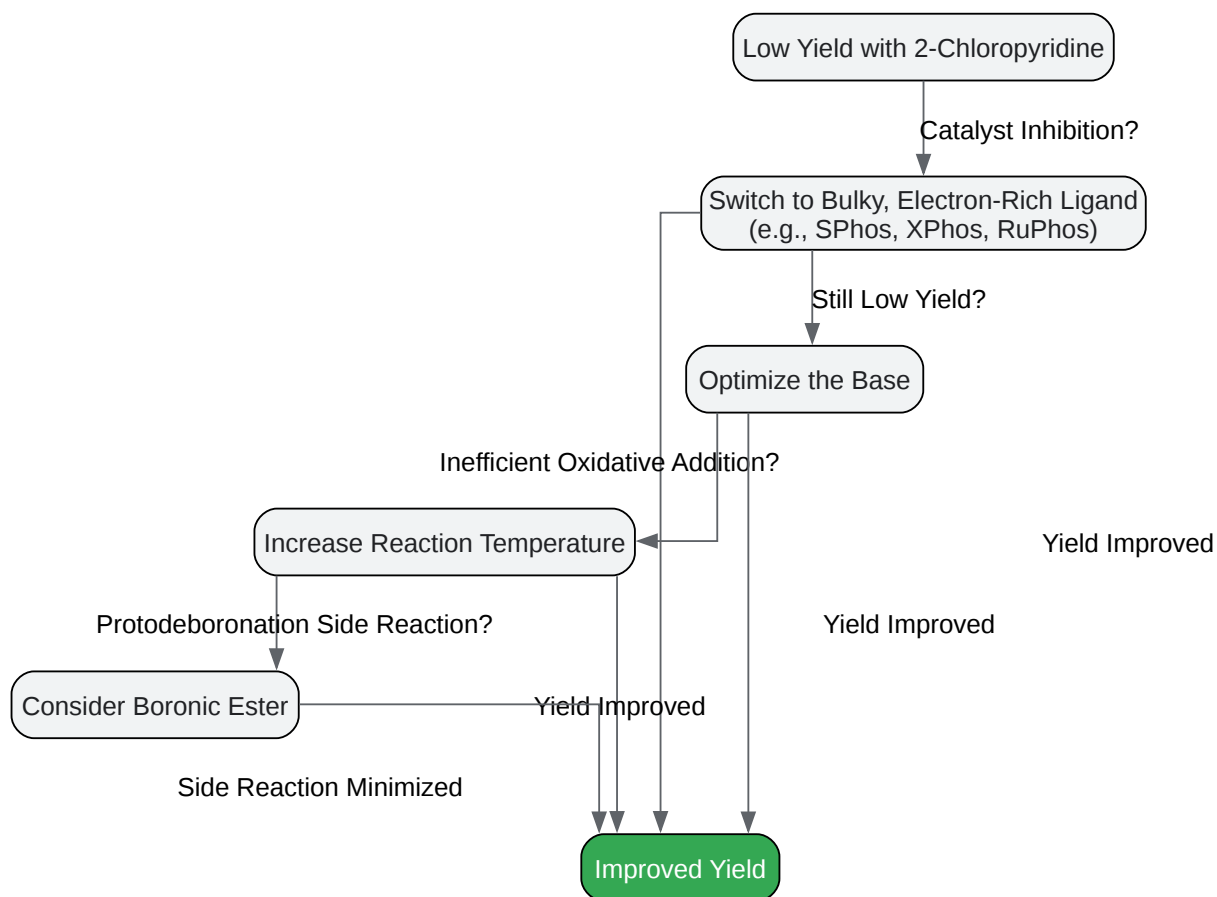 Low Yield with 2-Chloropyridine
Catalyst Inhibition?
Switch to Bulky, Electron-Rich Ligand
(e.g., SPhos, XPhos, RuPhos)
Still Low Yield?
Optimize the Base
Inefficient Oxidative Addition?
Increase Reaction Temperature
Yield Improved
Protodeboronation Side Reaction?
Yield Improved
Consider Boronic Ester
Yield Improved
Side Reaction Minimized
Improved Yield